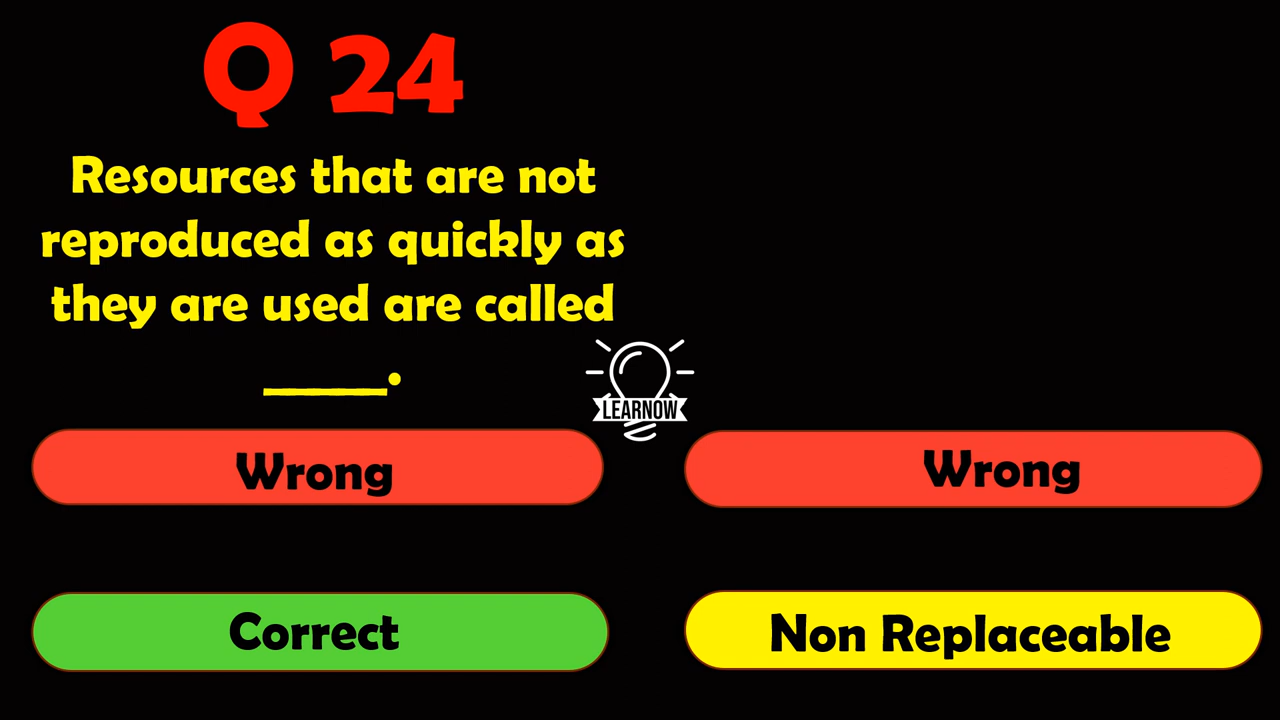 Q 24
Resources that are not
reproduced as quickly as
they are used are called
_____.
LEARNOW
Wrong
Wrong
Correct
Non Replaceable